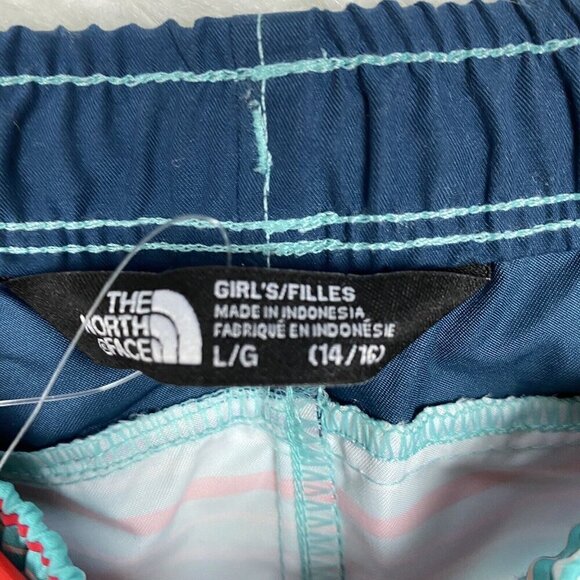 THE
NORTH
FACE
GIRL'S/FILLES
MADE IN INDONESIA
FABRIQUÉ EN INDONÉSIE
L/G (14/16)